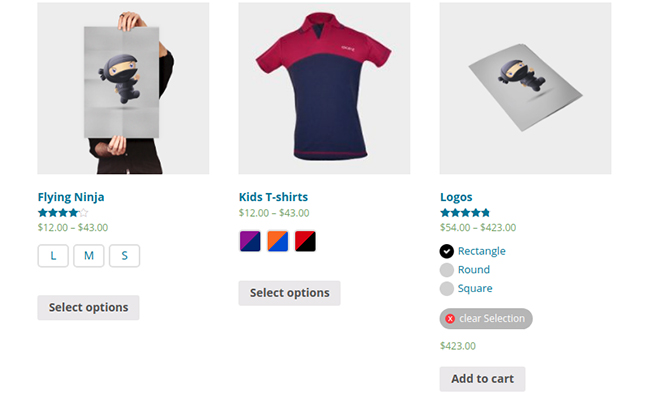 Flying Ninja
$12.00 – $43.00
L M S
Select options
Kids T-shirts
$12.00 – $43.00
Select options
Logos
$54.00 – $423.00
Rectangle
Round
Square
clear Selection
$423.00
Add to cart